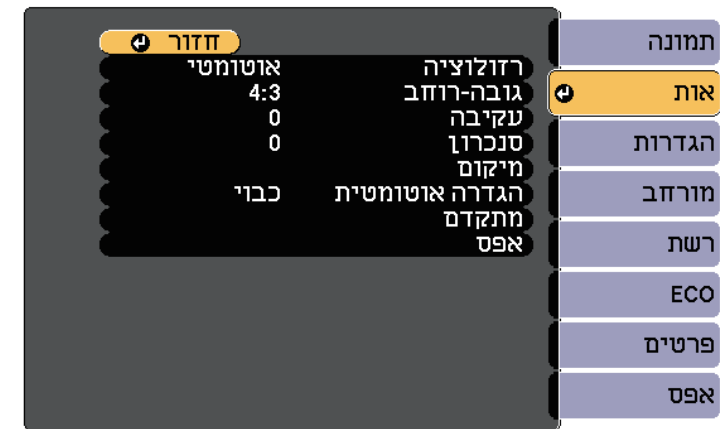 תמונה
אות
הגדרות
מורחב
רשת
ECO
פרטים
אפס
חזור
רזולוציה אוטומטי
גובה-רוחב 4:3
עקיבה 0
סנכרון 0
מיקום
הגדרה אוטומטית כבוי
מתקדם
אפס